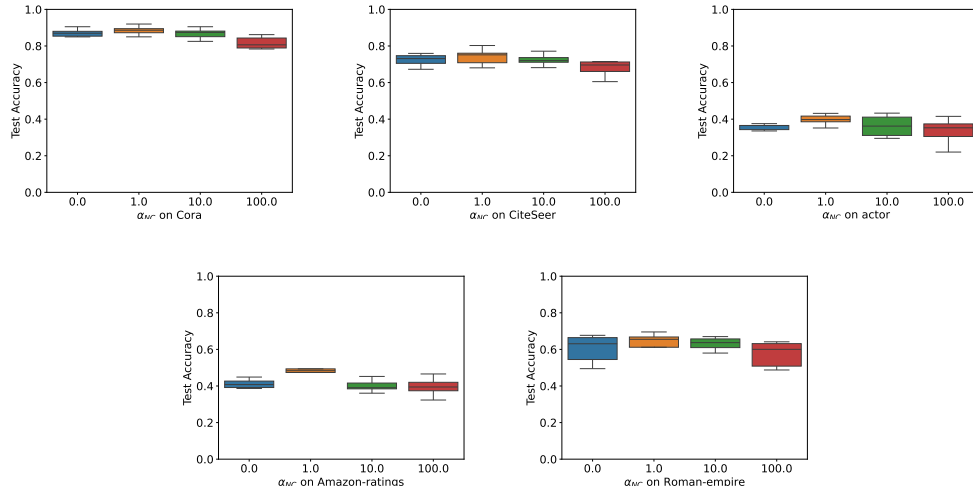 1.0
0.8
0.6
0.4
0.2
0.0
Test Accuracy
0.0 1.0 10.0 100.0
α_NC on Cora
1.0
0.8
0.6
0.4
0.2
0.0
Test Accuracy
0.0 1.0 10.0 100.0
α_NC on CiteSeer
1.0
0.8
0.6
0.4
0.2
0.0
Test Accuracy
0.0 1.0 10.0 100.0
α_NC on actor
1.0
0.8
0.6
0.4
0.2
0.0
Test Accuracy
0.0 1.0 10.0 100.0
α_NC on Amazon-ratings
1.0
0.8
0.6
0.4
0.2
0.0
Test Accuracy
0.0 1.0 10.0 100.0
α_NC on Roman-empire